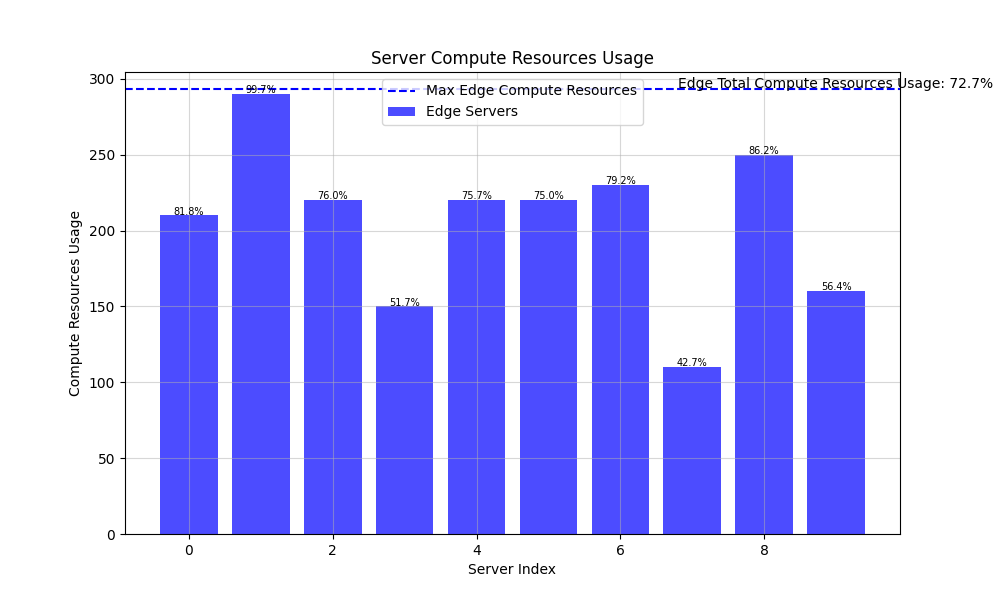 Server Compute Resources Usage
Edge Total Compute Resources Usage: 72.7%
Max Edge Compute Resources
Edge Servers
Compute Resources Usage
300
250
200
150
100
50
0
81.8%
99.7%
76.0%
51.7%
75.7%
75.0%
79.2%
42.7%
86.2%
56.4%
0 2 4 6 8
Server Index